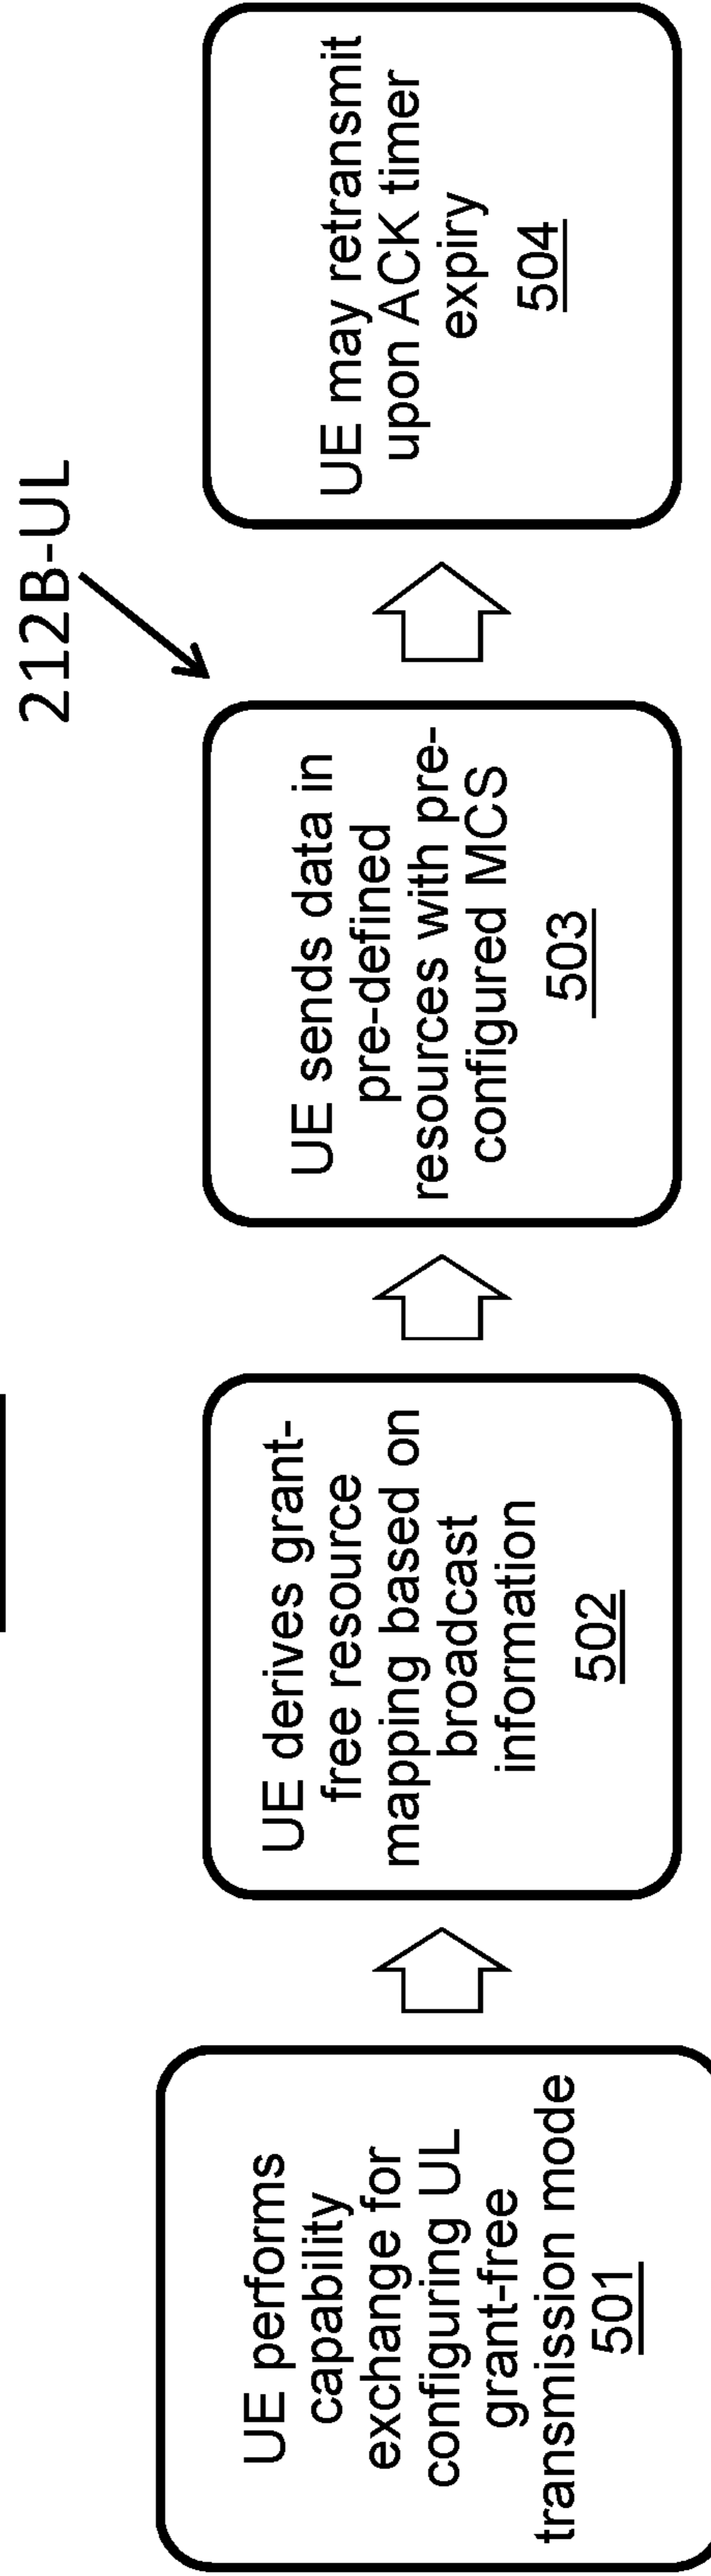 212B-UL
UE performs
capability
exchange for
configuring UL
grant-free
transmission mode
501
UE derives grant-
free resource
mapping based on
broadcast
information
502
UE sends data in
pre-defined
resources with pre-
configured MCS
503
UE may retransmit
upon ACK timer
expiry
504